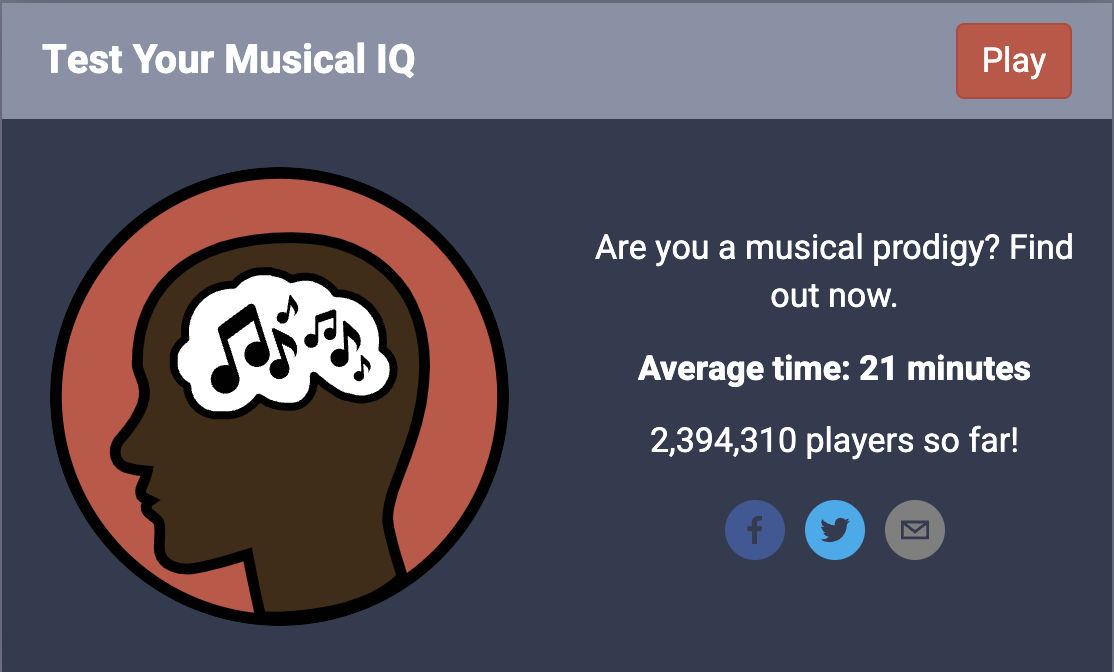 Test Your Musical IQ
Play
Are you a musical prodigy? Find
out now.
Average time: 21 minutes
2,394,310 players so far!